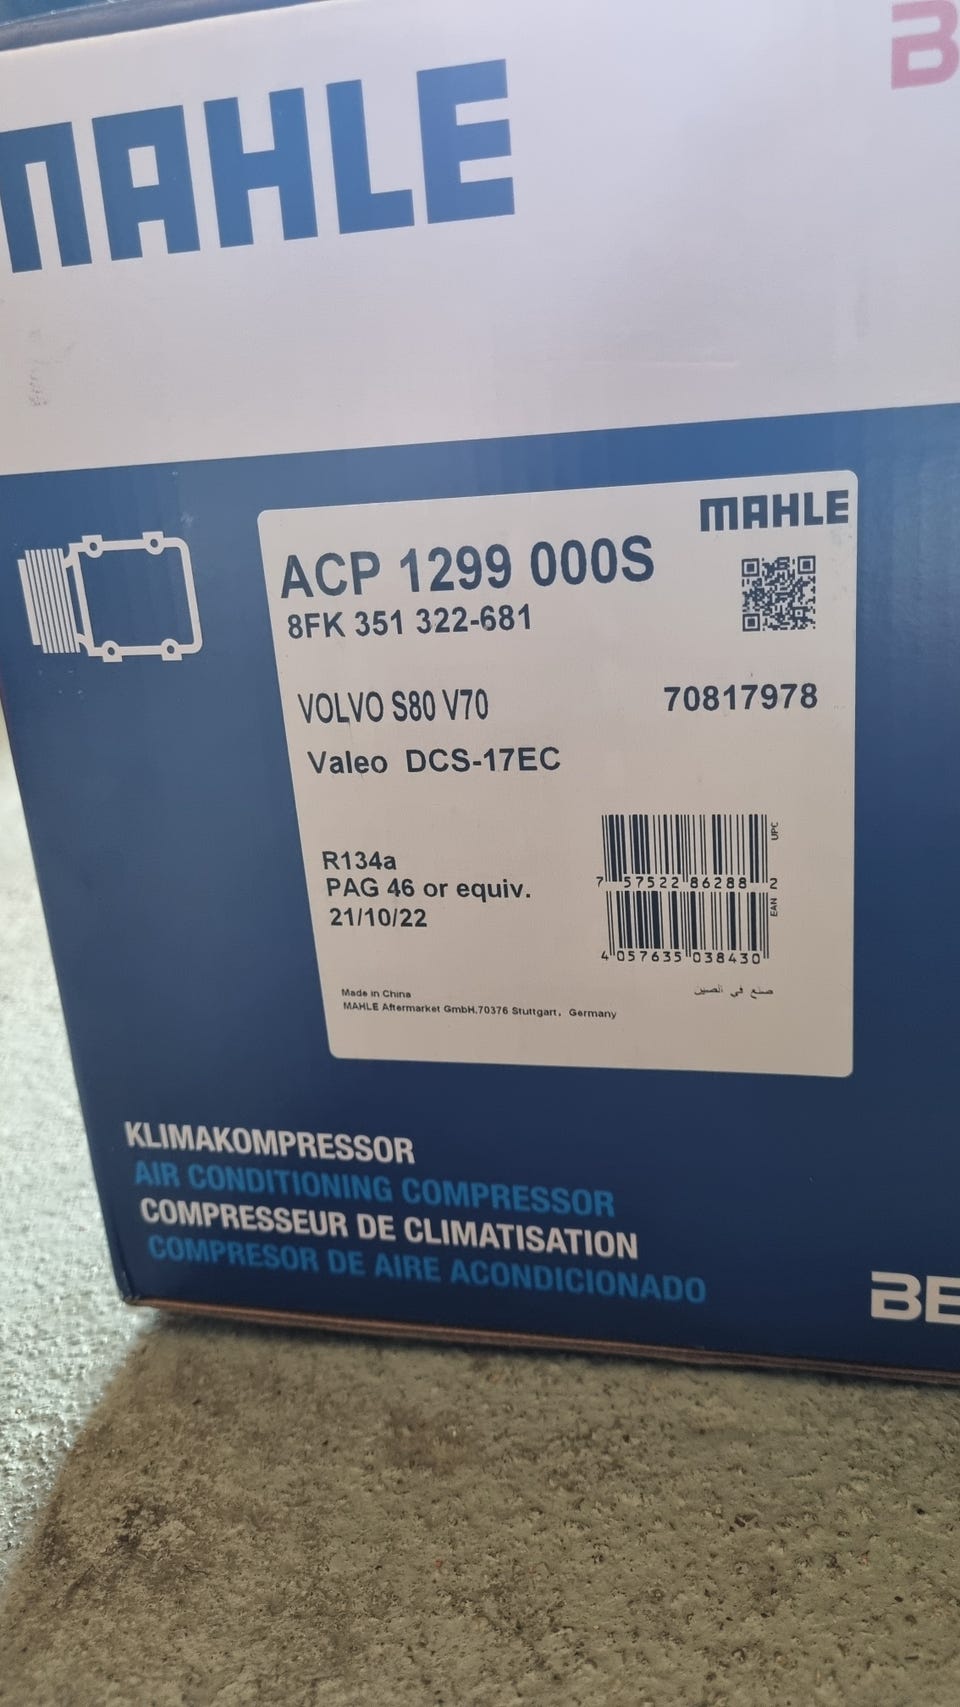 MAHLE
B
MAHLE
ACP 1299 000S
8FK 351 322-681
VOLVO S80 V70
70817978
Valeo DCS-17EC
R134a
PAG 46 or equiv.
21/10/22
UPC
7 57522 86288 2
EAN
4 057635 038430
Made in China
MAHLE Aftermarket GmbH.70376 Stuttgart, Germany
صنع في الصين
KLIMAKOMPRESSOR
AIR CONDITIONING COMPRESSOR
COMPRESSEUR DE CLIMATISATION
COMPRESOR DE AIRE ACONDICIONADO
BE